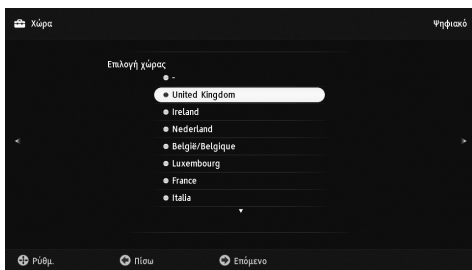 Χώρα
Ψηφιακό
Επιλογή χώρας
-
United Kingdom
Ireland
Nederland
België/Belgique
Luxembourg
France
Italia
Ρύθμ. Πίσω Επόμενο